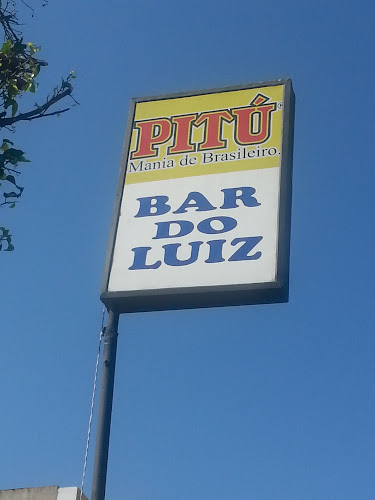 PITÚ®
Mania de Brasileiro.
BAR
DO
LUIZ